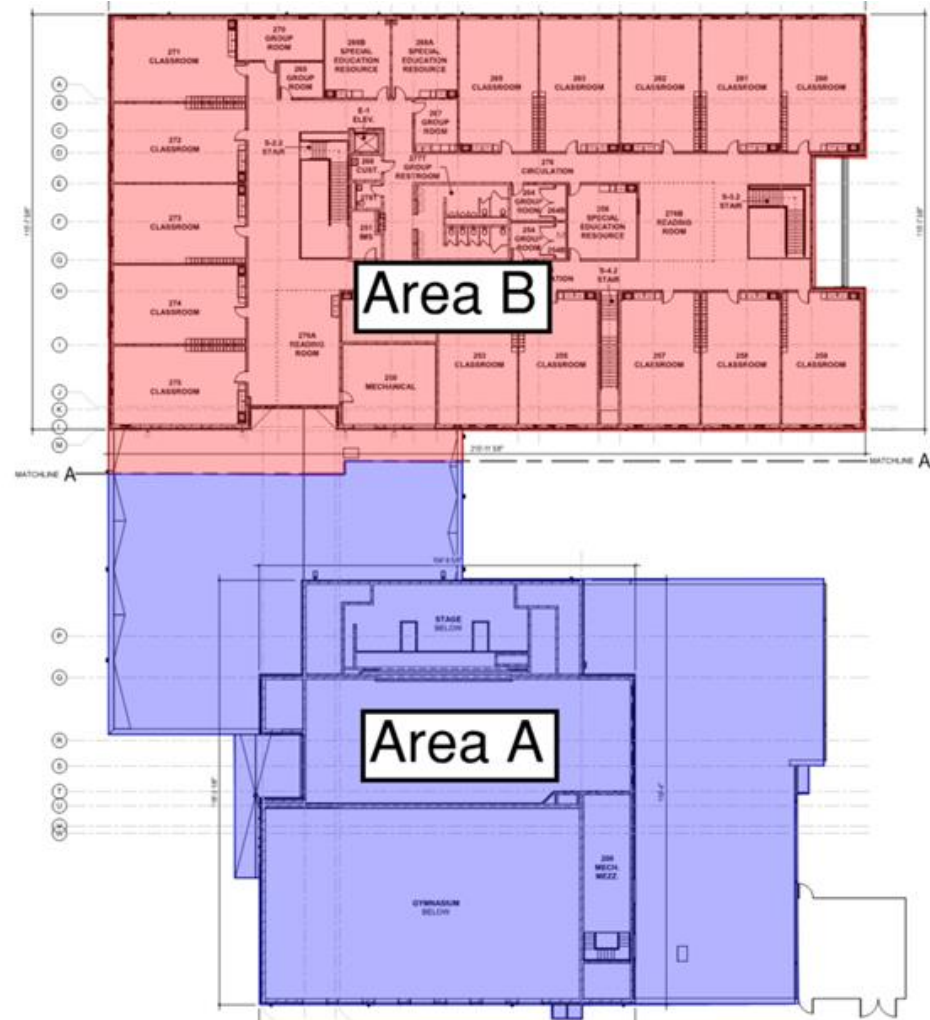 271
CLASSROOM
270
GROUP
ROOM
269
GROUP
ROOM
268B
SPECIAL
EDUCATION
RESOURCE
268A
SPECIAL
EDUCATION
RESOURCE
265
CLASSROOM
263
CLASSROOM
262
CLASSROOM
261
CLASSROOM
260
CLASSROOM
A
B
C
D
E
F
G
H
I
J
K
L
M
E-1
ELEV.
267
GROUP
ROOM
272
CLASSROOM
S-2.2
STAIR
266
CUST.
277T
GROUP
RESTROOM
276
CIRCULATION
273
CLASSROOM
264
GROUP
ROOM
264B
256
SPECIAL
EDUCATION
RESOURCE
276B
READING
ROOM
S-3.2
STAIR
254
GROUP
ROOM
254B
S-4.2
STAIR
Area B
274
CLASSROOM
276A
READING
ROOM
275
CLASSROOM
250
MECHANICAL
253
CLASSROOM
255
CLASSROOM
257
CLASSROOM
258
CLASSROOM
259
CLASSROOM
MATCHLINE A
MATCHLINE A
P
Q
R
S
T
U
STAGE
BELOW
Area A
200
MECH.
MEZZ.
GYMNASIUM
BELOW